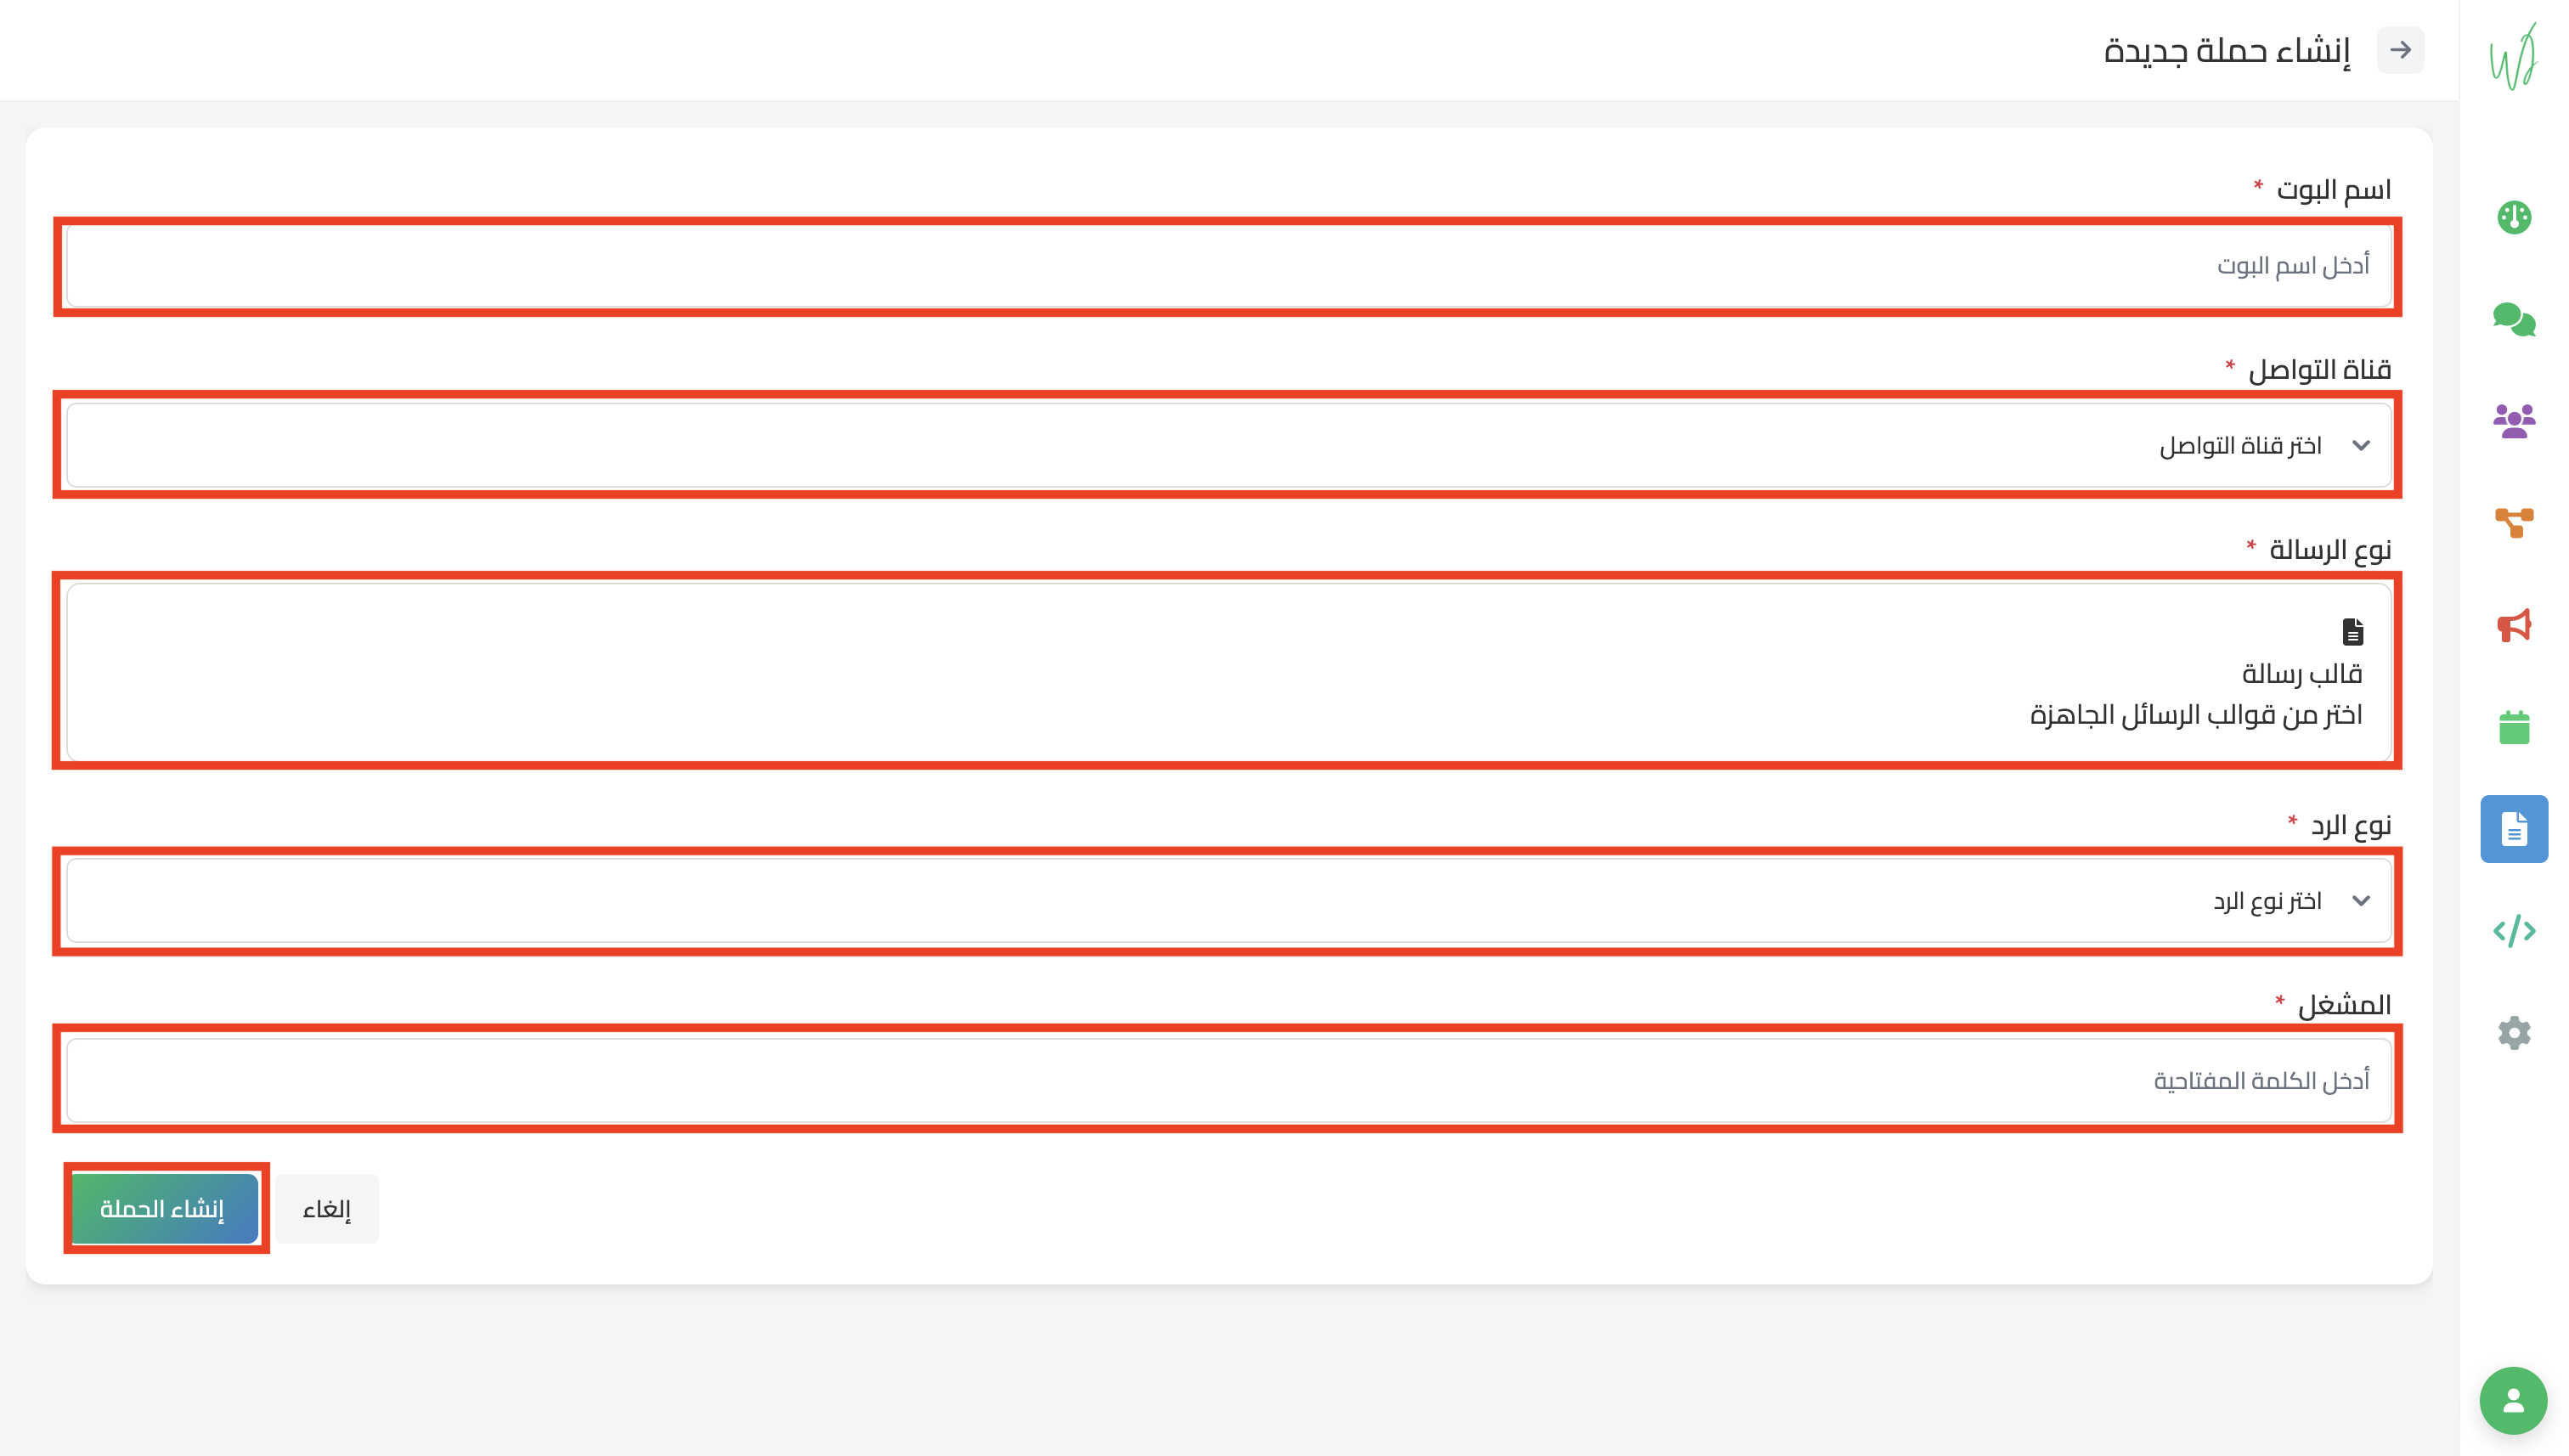 إنشاء حملة جديدة
اسم البوت *
أدخل اسم البوت
قناة التواصل *
اختر قناة التواصل
نوع الرسالة *
قالب رسالة
اختر من قوالب الرسائل الجاهزة
نوع الرد *
اختر نوع الرد
المشغل *
أدخل الكلمة المفتاحية
إلغاء
إنشاء الحملة